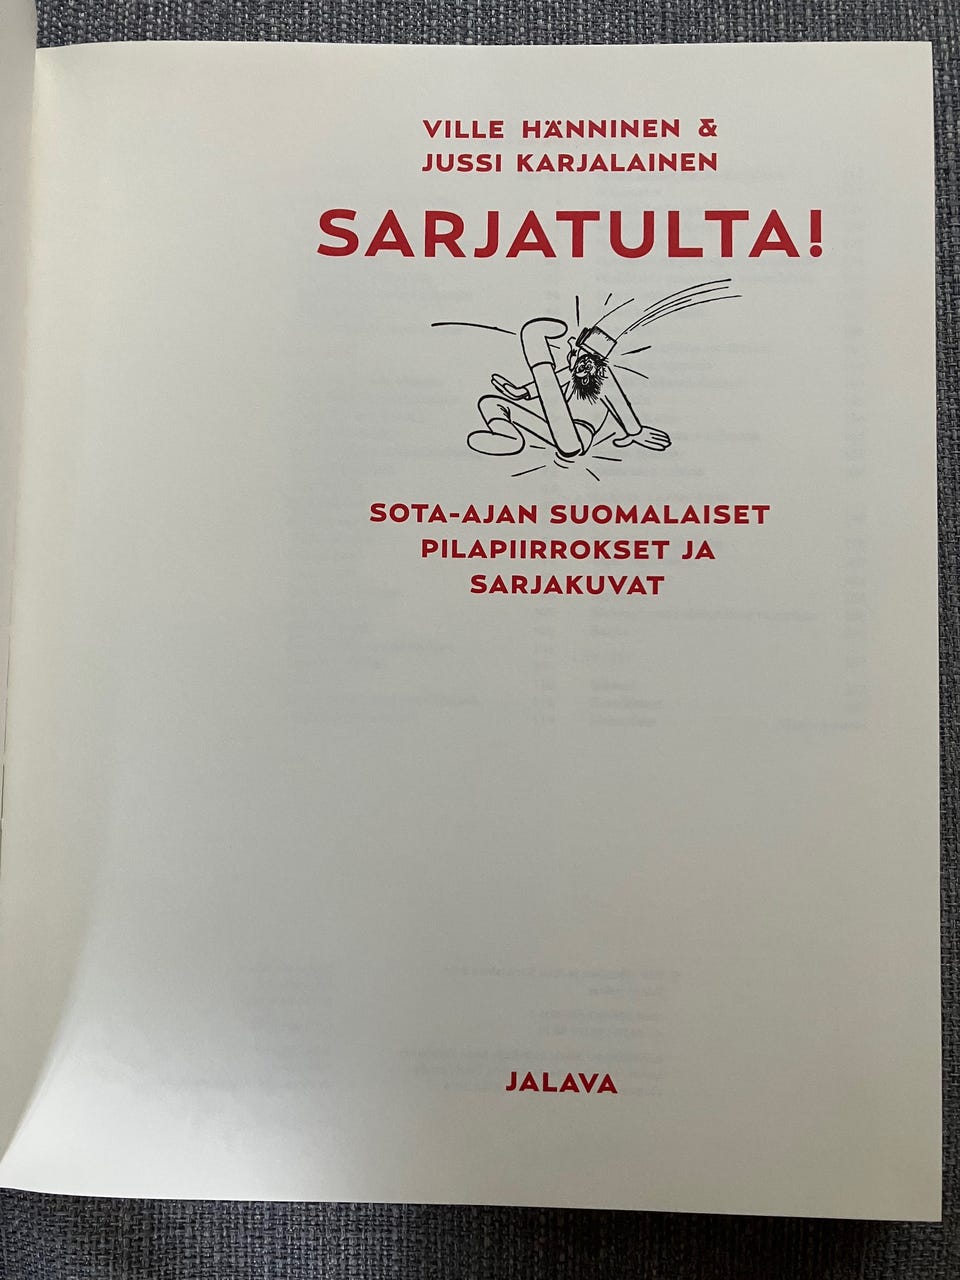 VILLE HÄNNINEN &
JUSSI KARJALAINEN
SARJATULTA!
SOTA-AJAN SUOMALAISET
PILAPIIRROKSET JA
SARJAKUVAT
JALAVA